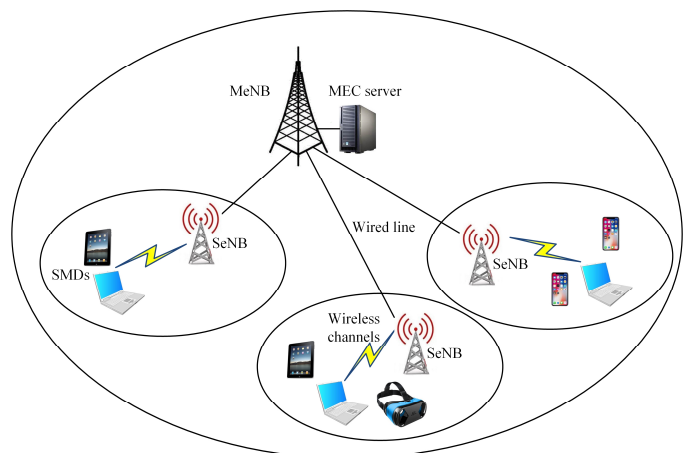 MeNB
MEC server
SeNB
Wired line
SeNB
SMDs
Wireless
channels
SeNB